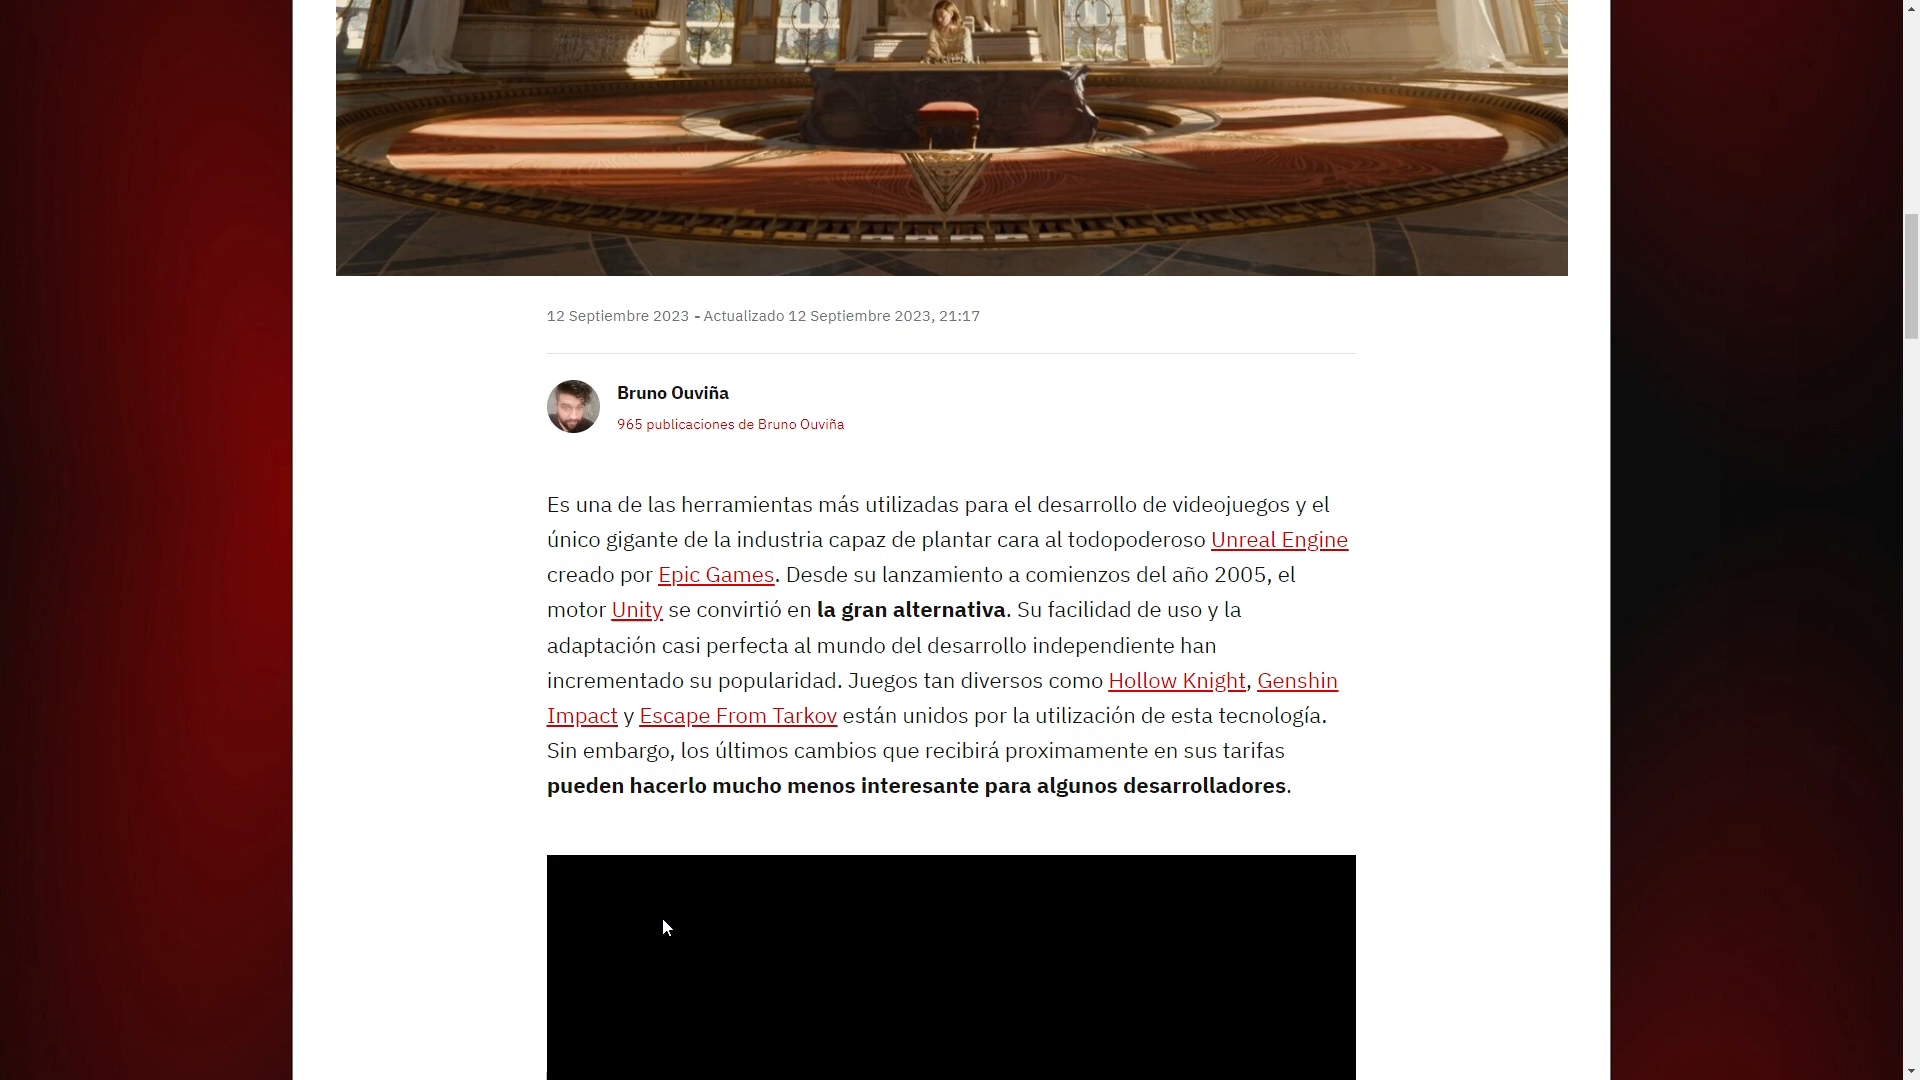 12 Septiembre 2023 - Actualizado 12 Septiembre 2023, 21:17
Bruno Ouviña
965 publicaciones de Bruno Ouviña
Es una de las herramientas más utilizadas para el desarrollo de videojuegos y el
único gigante de la industria capaz de plantar cara al todopoderoso Unreal Engine
creado por Epic Games. Desde su lanzamiento a comienzos del año 2005, el
motor Unity se convirtió en la gran alternativa. Su facilidad de uso y la
adaptación casi perfecta al mundo del desarrollo independiente han
incrementado su popularidad. Juegos tan diversos como Hollow Knight, Genshin
Impact y Escape From Tarkov están unidos por la utilización de esta tecnología.
Sin embargo, los últimos cambios que recibirá proximamente en sus tarifas
pueden hacerlo mucho menos interesante para algunos desarrolladores.